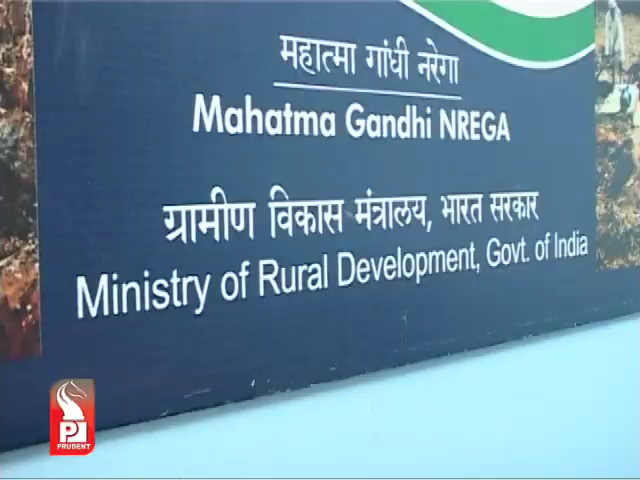 महात्मा गांधी नरेगा
Mahatma Gandhi NREGA
ग्रामीण विकास मंत्रालय, भारत सरकार
Ministry of Rural Development, Govt. of India
P
PRUDENT